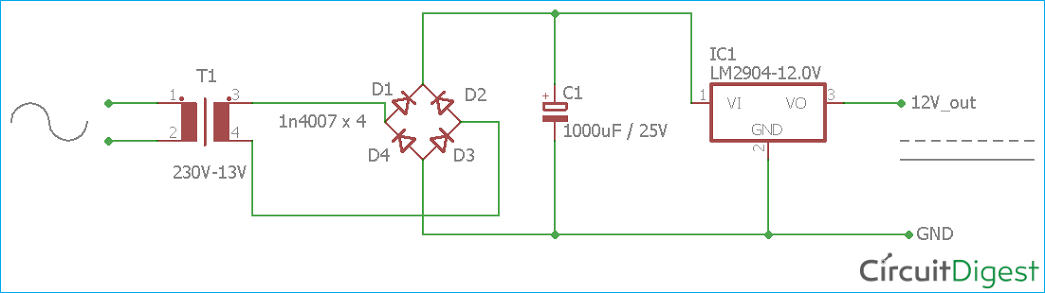 T1
1
3
2
4
230V-13V
1n4007 x 4
D1
D2
D4
D3
+
C1
1000uF / 25V
IC1
LM2904-12.0V
1
VI
VO
3
GND
2
12V_out
GND
CircuitDigest